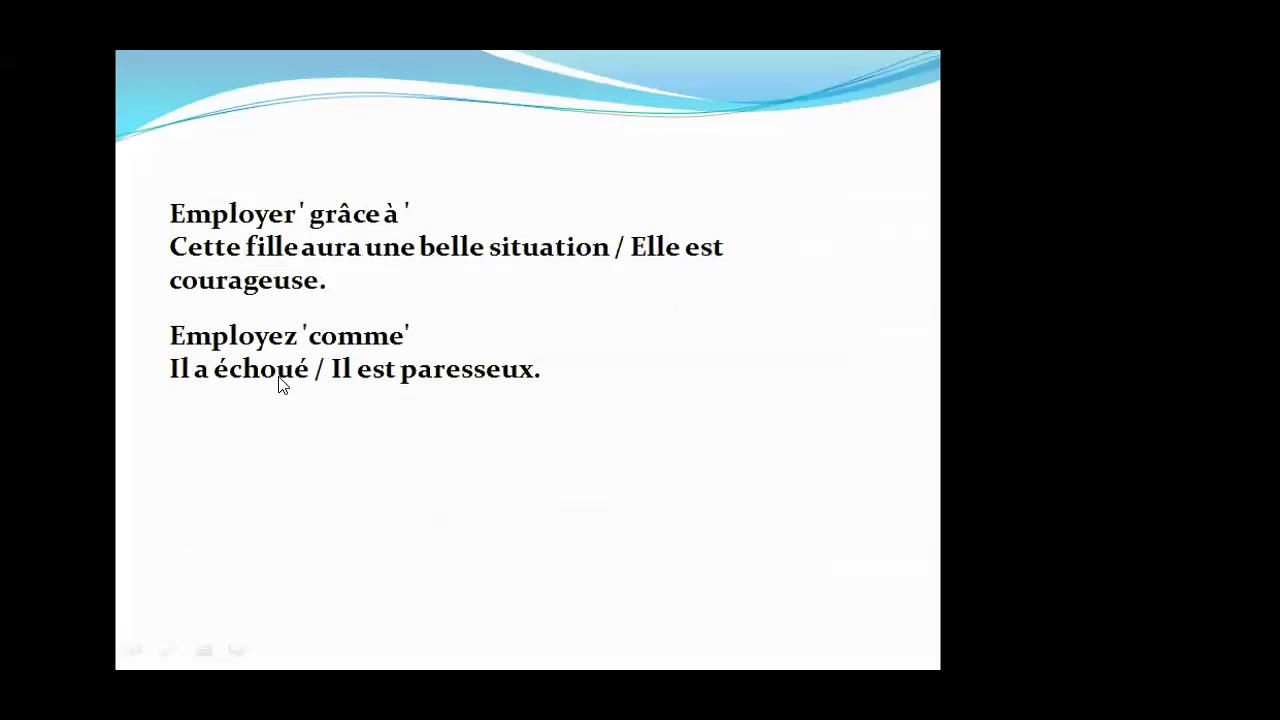 Employer ' grâce à '
Cette fille aura une belle situation / Elle est
courageuse.
Employez 'comme'
Il a échoué / Il est paresseux.